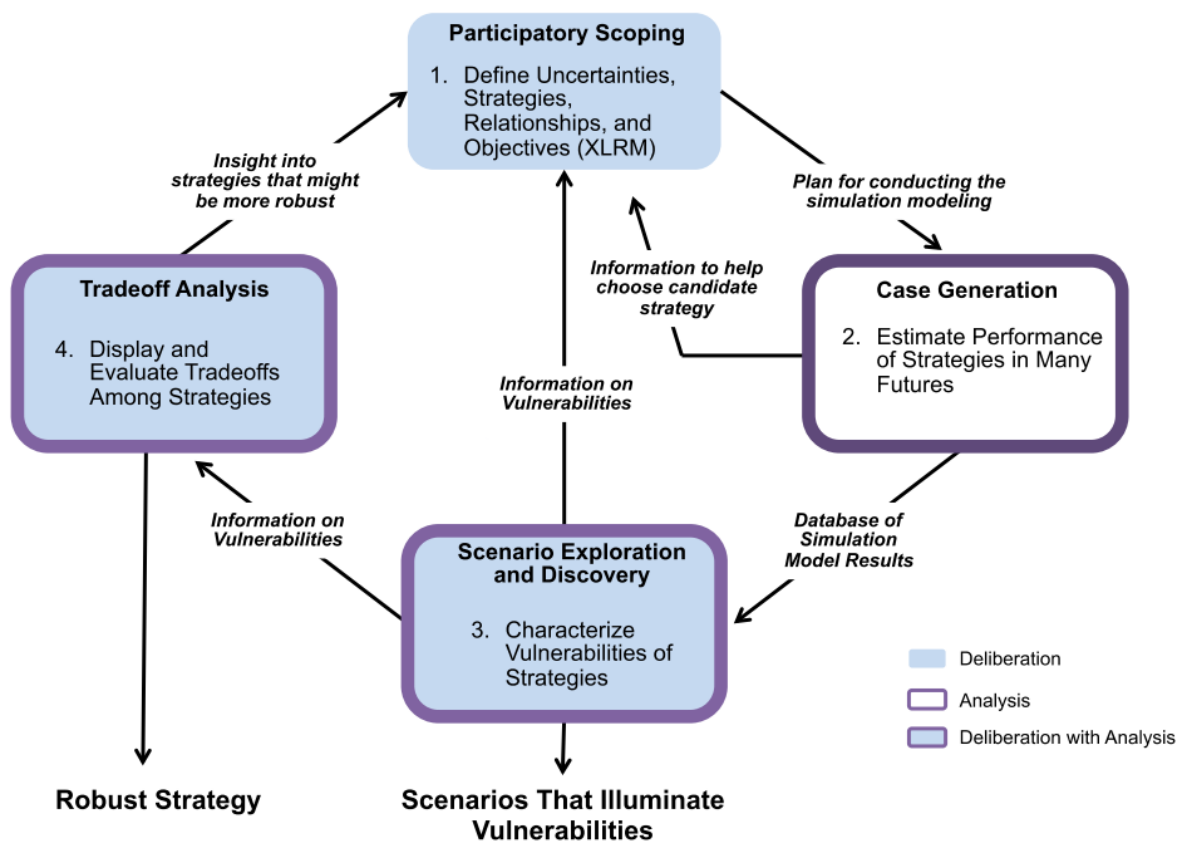 Participatory Scoping
1. Define Uncertainties,
Strategies,
Relationships, and
Objectives (XLRM)
Insight into
strategies that might
be more robust
Plan for conducting the
simulation modeling
Information to help
choose candidate
strategy
Tradeoff Analysis
4. Display and
Evaluate Tradeoffs
Among Strategies
Case Generation
2. Estimate Performance
of Strategies in Many
Futures
Information on
Vulnerabilities
Information on
Vulnerabilities
Database of
Simulation
Model Results
Scenario Exploration
and Discovery
3. Characterize
Vulnerabilities of
Strategies
Deliberation
Analysis
Deliberation with Analysis
Robust Strategy
Scenarios That Illuminate
Vulnerabilities